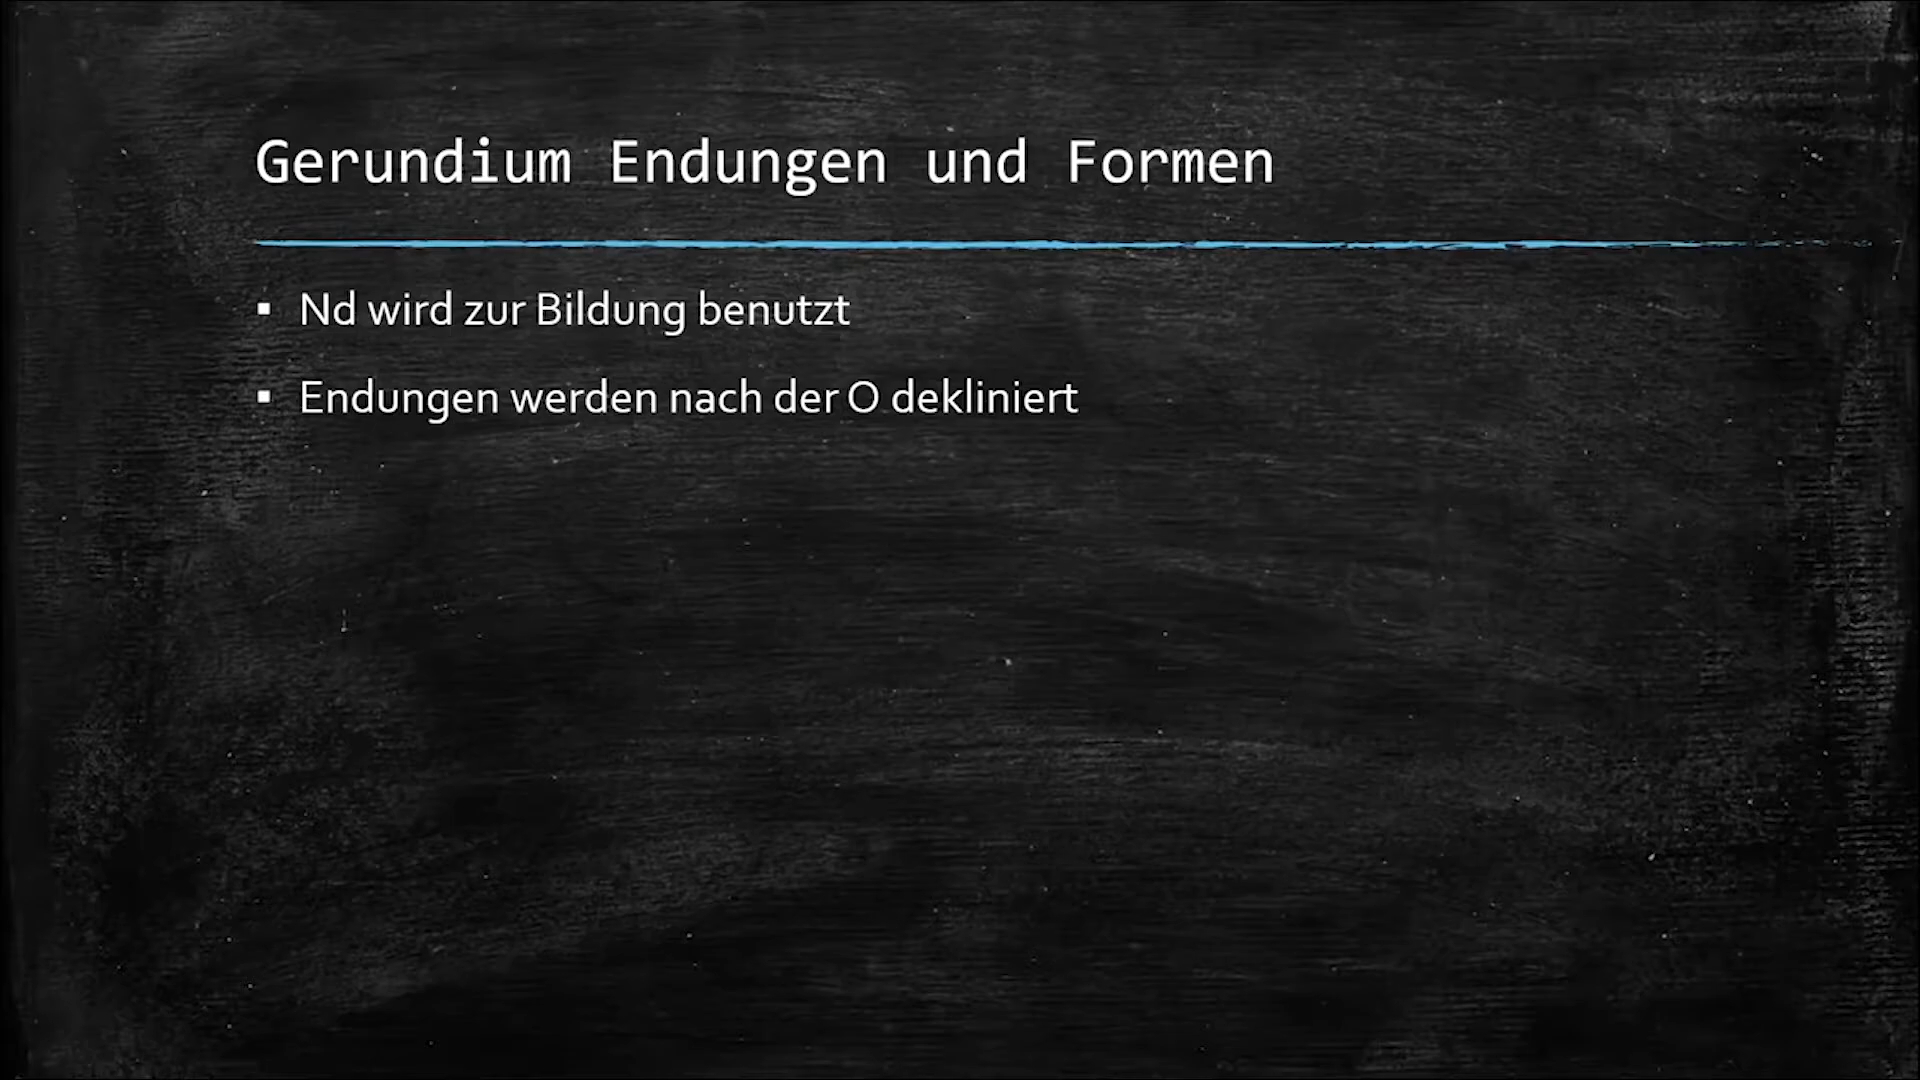 Gerundium Endungen und Formen
▪ Nd wird zur Bildung benutzt
▪ Endungen werden nach der O dekliniert